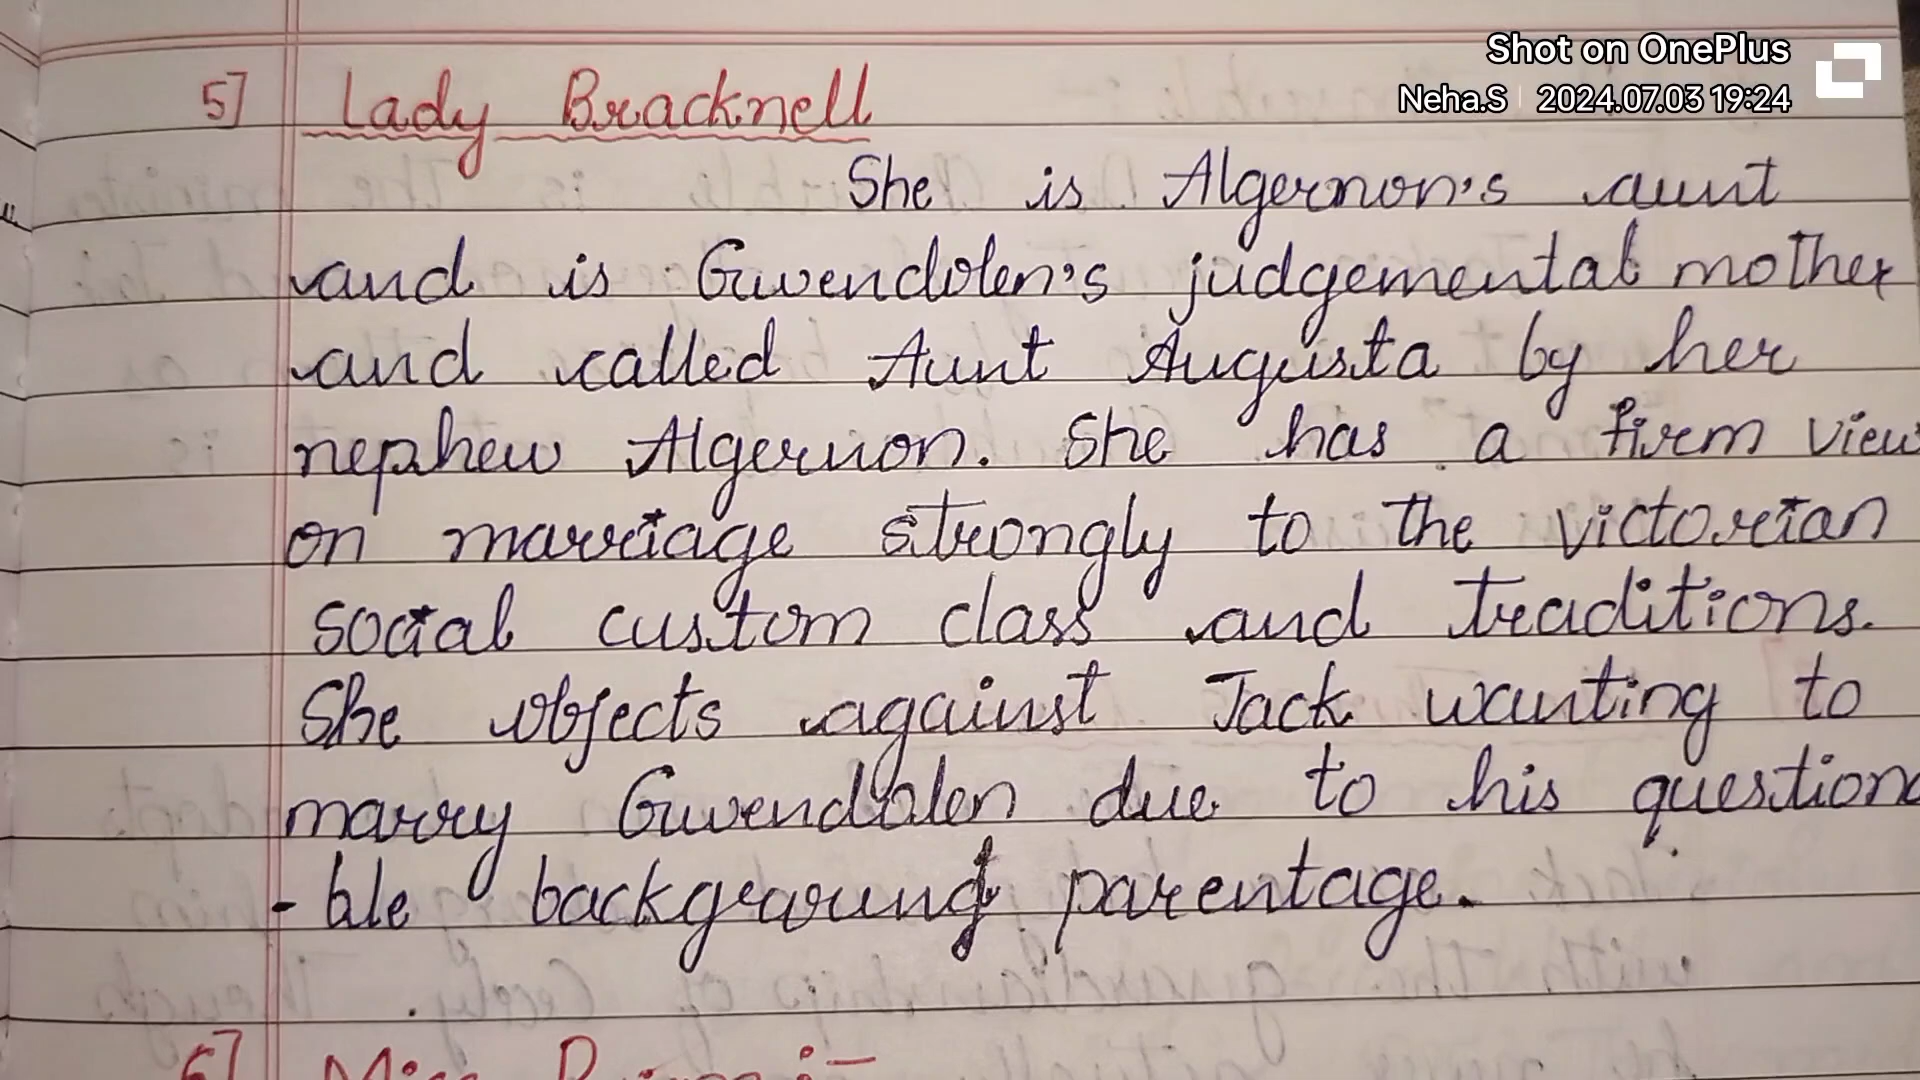 Shot on OnePlus
Neha.S | 2024.07.03 19:24
5] Lady Bracknell
She is Algernon's aunt
and is Gwendolen's judgemental mother
and called Aunt Augusta by her
nephew Algernon. She has a firm view
on marriage strongly to the victorian
social custom class and traditions.
She objects against Jack wanting to
marry Gwendolen due to his questiona
-ble background parentage.
6] Miss